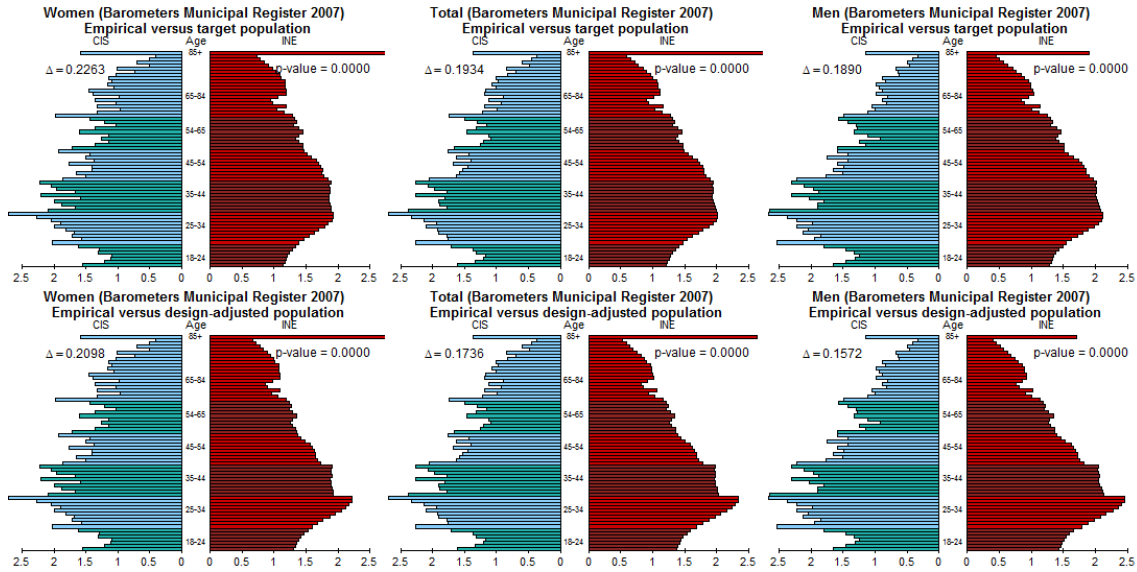 Women (Barometers Municipal Register 2007)
Empirical versus target population
CIS Age INE
Δ = 0.2263
p-value = 0.0000
85+
65-84
54-65
45-54
35-44
25-34
18-24
2.5 2 1.5 1 0.5 0 0 0.5 1 1.5 2 2.5
Total (Barometers Municipal Register 2007)
Empirical versus target population
CIS Age INE
Δ = 0.1934
p-value = 0.0000
85+
65-84
54-65
45-54
35-44
25-34
18-24
2.5 2 1.5 1 0.5 0 0 0.5 1 1.5 2 2.5
Men (Barometers Municipal Register 2007)
Empirical versus target population
CIS Age INE
Δ = 0.1890
p-value = 0.0000
85+
65-84
54-65
45-54
35-44
25-34
18-24
2.5 2 1.5 1 0.5 0 0 0.5 1 1.5 2 2.5
Women (Barometers Municipal Register 2007)
Empirical versus design-adjusted population
CIS Age INE
Δ = 0.2098
p-value = 0.0000
85+
65-84
54-65
45-54
35-44
25-34
18-24
2.5 2 1.5 1 0.5 0 0 0.5 1 1.5 2 2.5
Total (Barometers Municipal Register 2007)
Empirical versus design-adjusted population
CIS Age INE
Δ = 0.1736
p-value = 0.0000
85+
65-84
54-65
45-54
35-44
25-34
18-24
2.5 2 1.5 1 0.5 0 0 0.5 1 1.5 2 2.5
Men (Barometers Municipal Register 2007)
Empirical versus design-adjusted population
CIS Age INE
Δ = 0.1572
p-value = 0.0000
85+
65-84
54-65
45-54
35-44
25-34
18-24
2.5 2 1.5 1 0.5 0 0 0.5 1 1.5 2 2.5